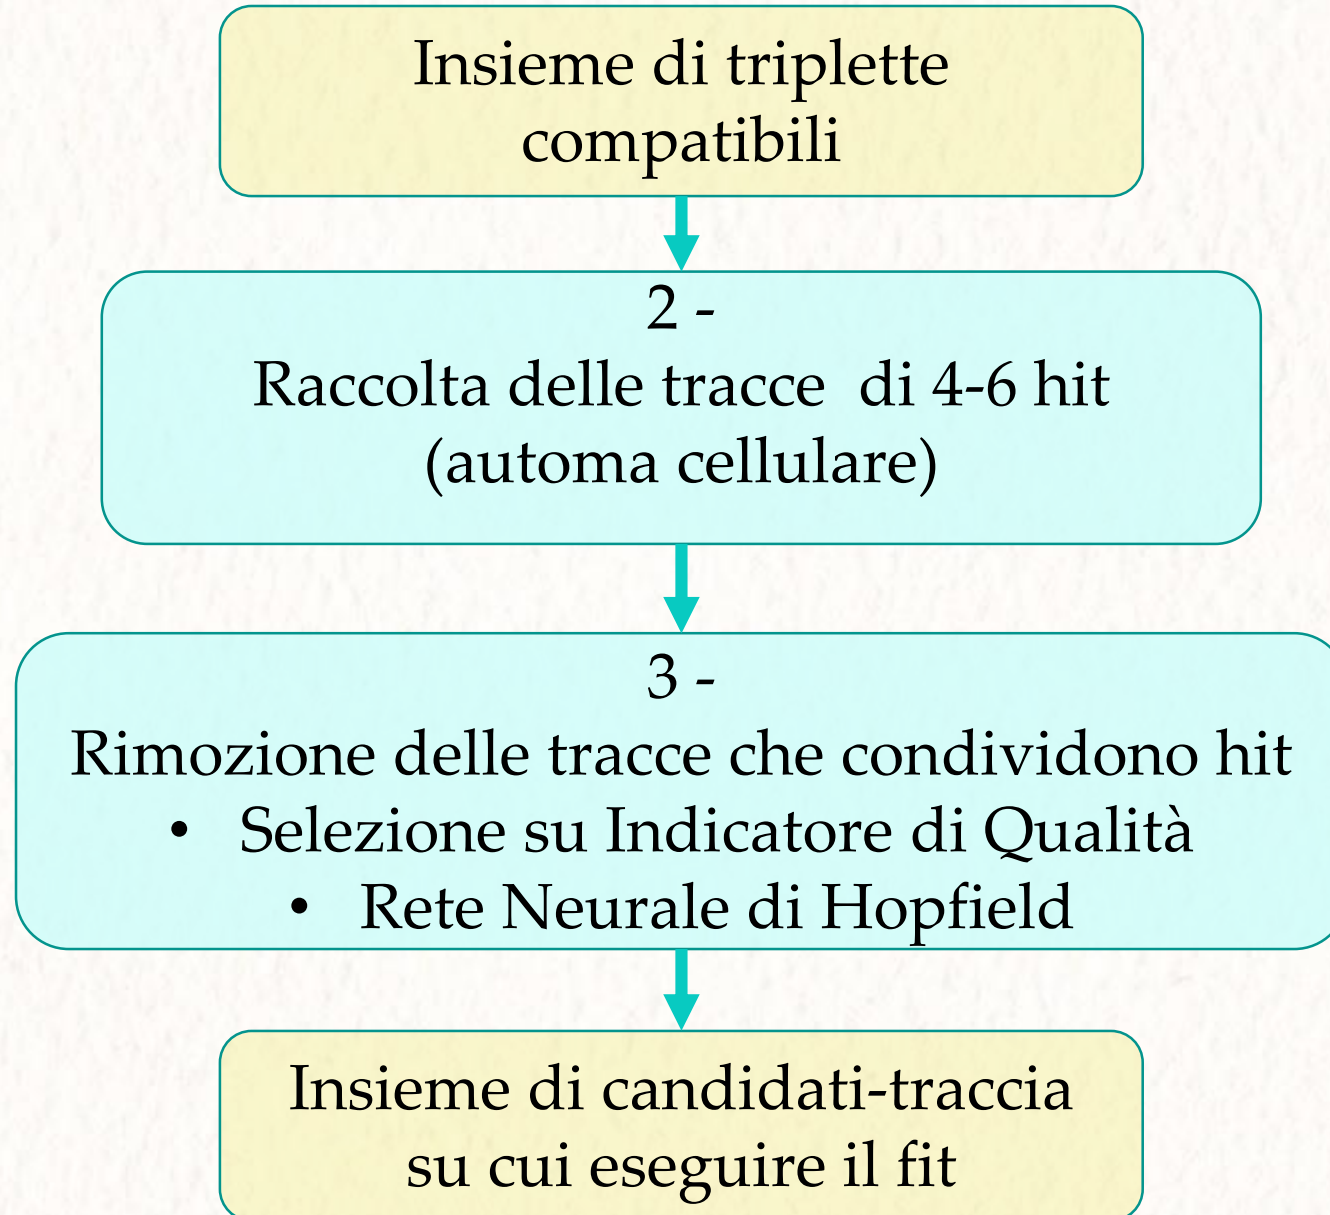 Insieme di triplette
compatibili
2 -
Raccolta delle tracce  di 4-6 hit
(automa cellulare)
3 -
Rimozione delle tracce che condividono hit
• Selezione su Indicatore di Qualità
• Rete Neurale di Hopfield
Insieme di candidati-traccia
su cui eseguire il fit